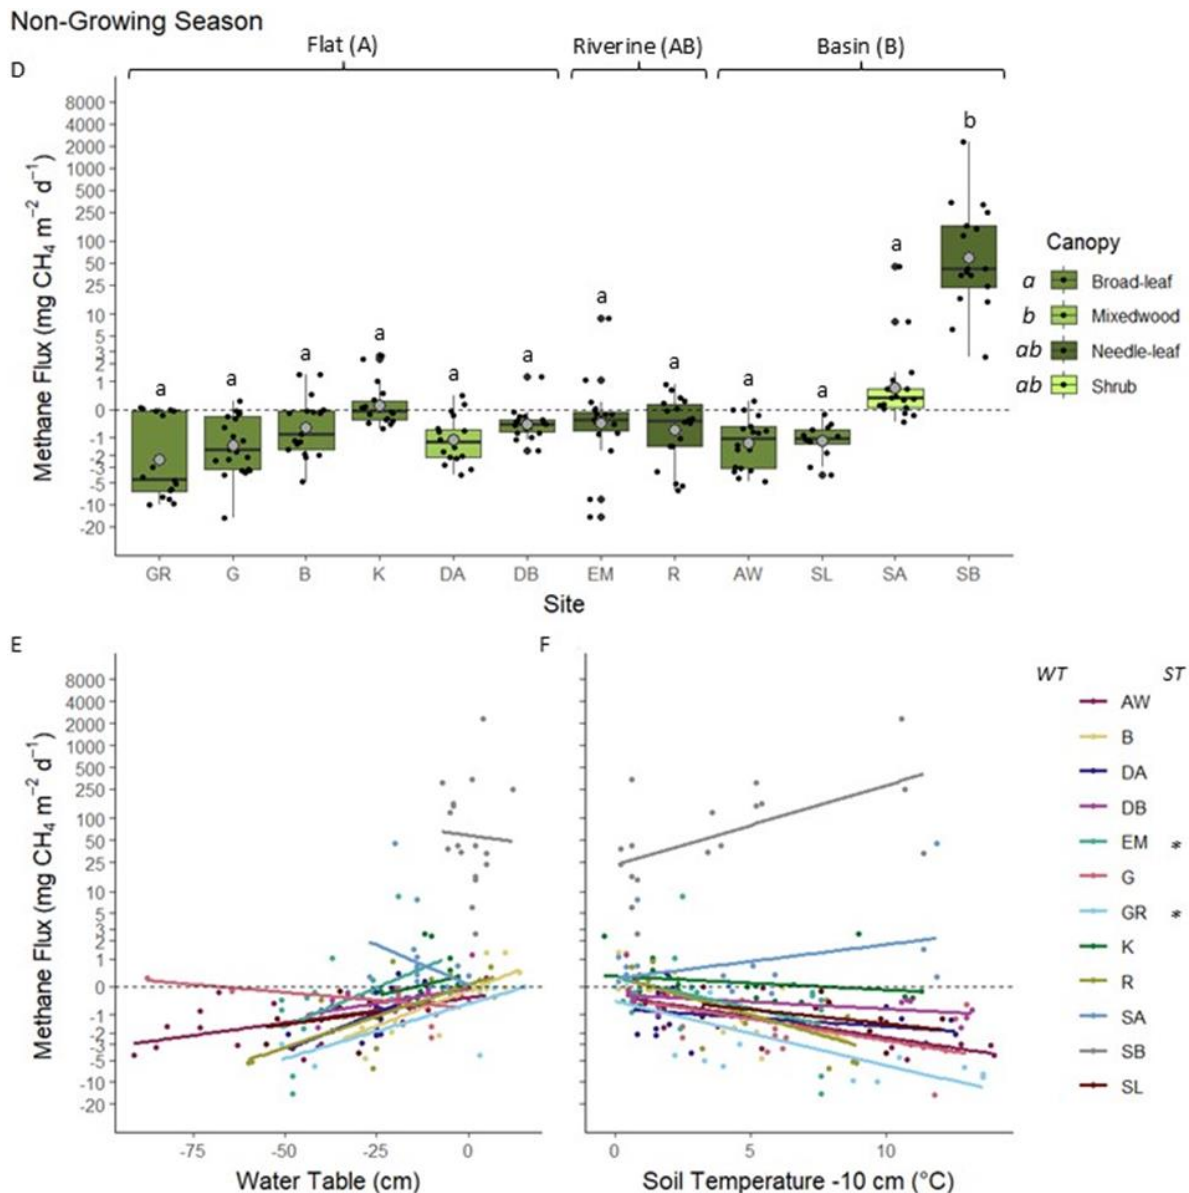 Non-Growing Season
Flat (A) Riverine (AB) Basin (B)
D
8000
4000
2000
1000
500
250
100
50
25
10
5
3
2
1
0
-1
-2
-3
-5
-10
-20
Methane Flux (mg CH₄ m⁻² d⁻¹)
a a a a a a a a a a a b
GR G B K DA DB EM R AW SL SA SB
Site
Canopy
a Broad-leaf
b Mixedwood
ab Needle-leaf
ab Shrub
E
8000
4000
2000
1000
500
250
100
50
25
10
5
3
2
1
0
-1
-2
-3
-5
-10
-20
Methane Flux (mg CH₄ m⁻² d⁻¹)
-75 -50 -25 0
Water Table (cm)
F
0 5 10
Soil Temperature -10 cm (°C)
WT ST
AW
B
DA
DB
EM *
G
GR *
K
R
SA
SB
SL